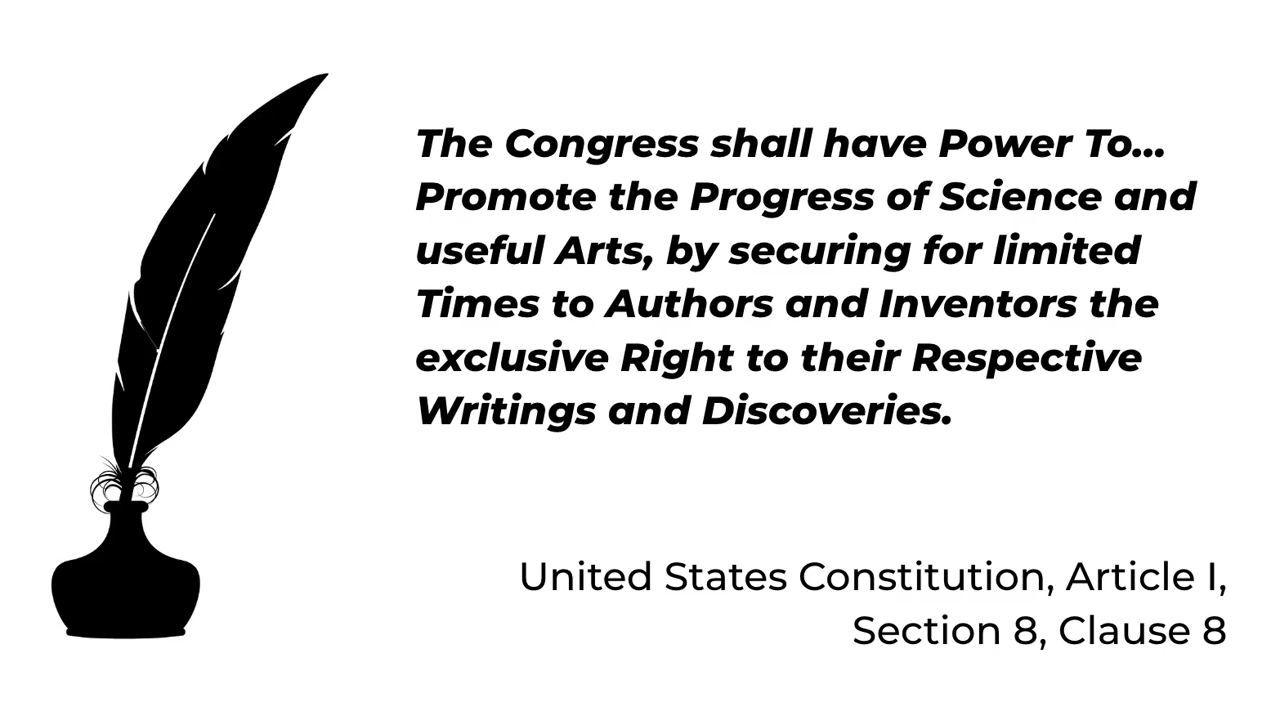 The Congress shall have Power To...
Promote the Progress of Science and
useful Arts, by securing for limited
Times to Authors and Inventors the
exclusive Right to their Respective
Writings and Discoveries.
United States Constitution, Article I,
Section 8, Clause 8